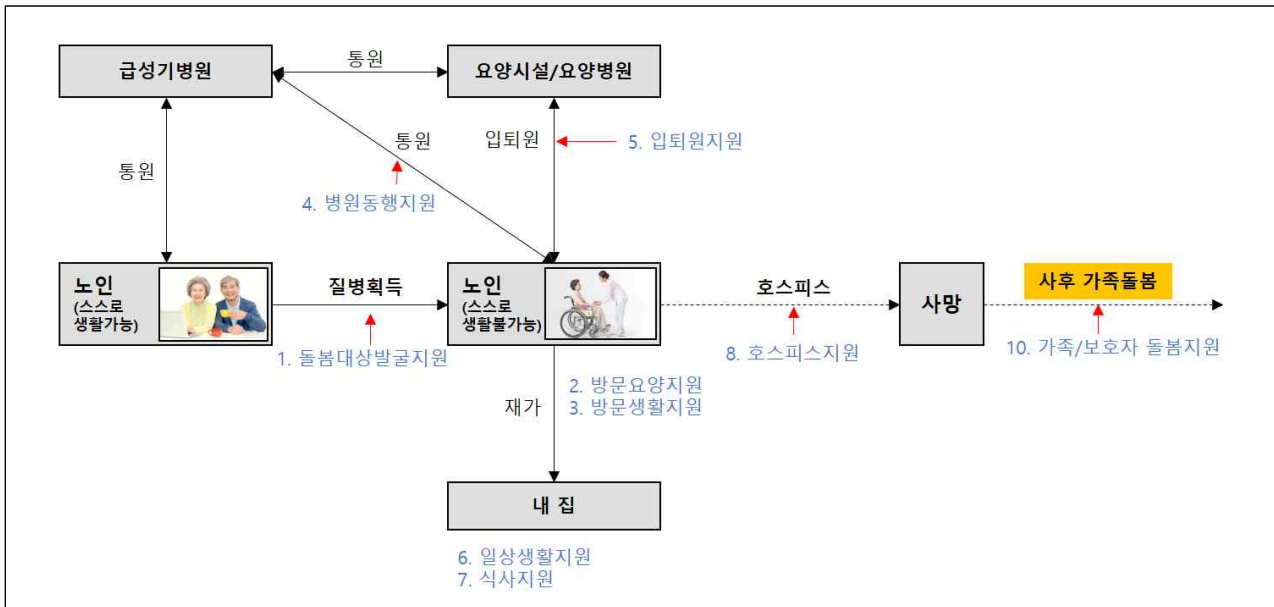 급성기병원
통원
요양시설/요양병원
통원
입퇴원
5. 입퇴원지원
통원
4. 병원동행지원
노인
(스스로
생활가능)
질병획득
노인
(스스로
생활불가능)
호스피스
사망
사후 가족돌봄
1. 돌봄대상발굴지원
8. 호스피스지원
10. 가족/보호자 돌봄지원
재가
2. 방문요양지원
3. 방문생활지원
내 집
6. 일상생활지원
7. 식사지원